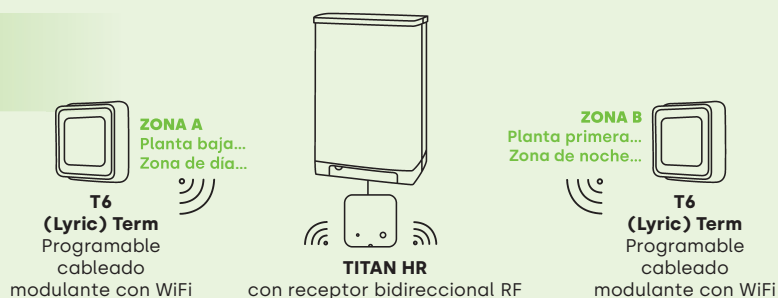 ZONA A
Planta baja...
Zona de día...
T6
(Lyric) Term
Programable
cableado
modulante con WiFi
TITAN HR
con receptor bidireccional RF
ZONA B
Planta primera...
Zona de noche...
T6
(Lyric) Term
Programable
cableado
modulante con WiFi